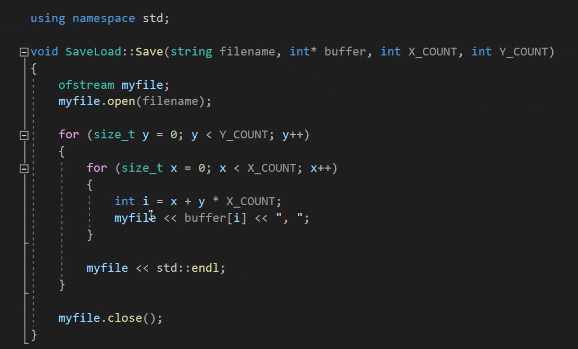 using namespace std;
void SaveLoad::Save(string filename, int* buffer, int X_COUNT, int Y_COUNT)
{
ofstream myfile;
myfile.open(filename);
for (size_t y = 0; y < Y_COUNT; y++)
{
for (size_t x = 0; x < X_COUNT; x++)
{
int i = x + y * X_COUNT;
myfile << buffer[i] << ", ";
}
myfile << std::endl;
}
myfile.close();
}